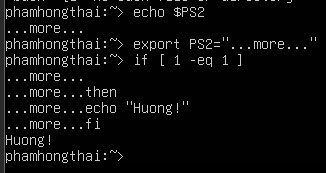 phamhongthai:~> echo $PS2
...more...
phamhongthai:~> export PS2="...more..."
phamhongthai:~> if [ 1 -eq 1 ]
...more...
...more...then
...more...echo "Huong!"
...more...fi
Huong!
phamhongthai:~>